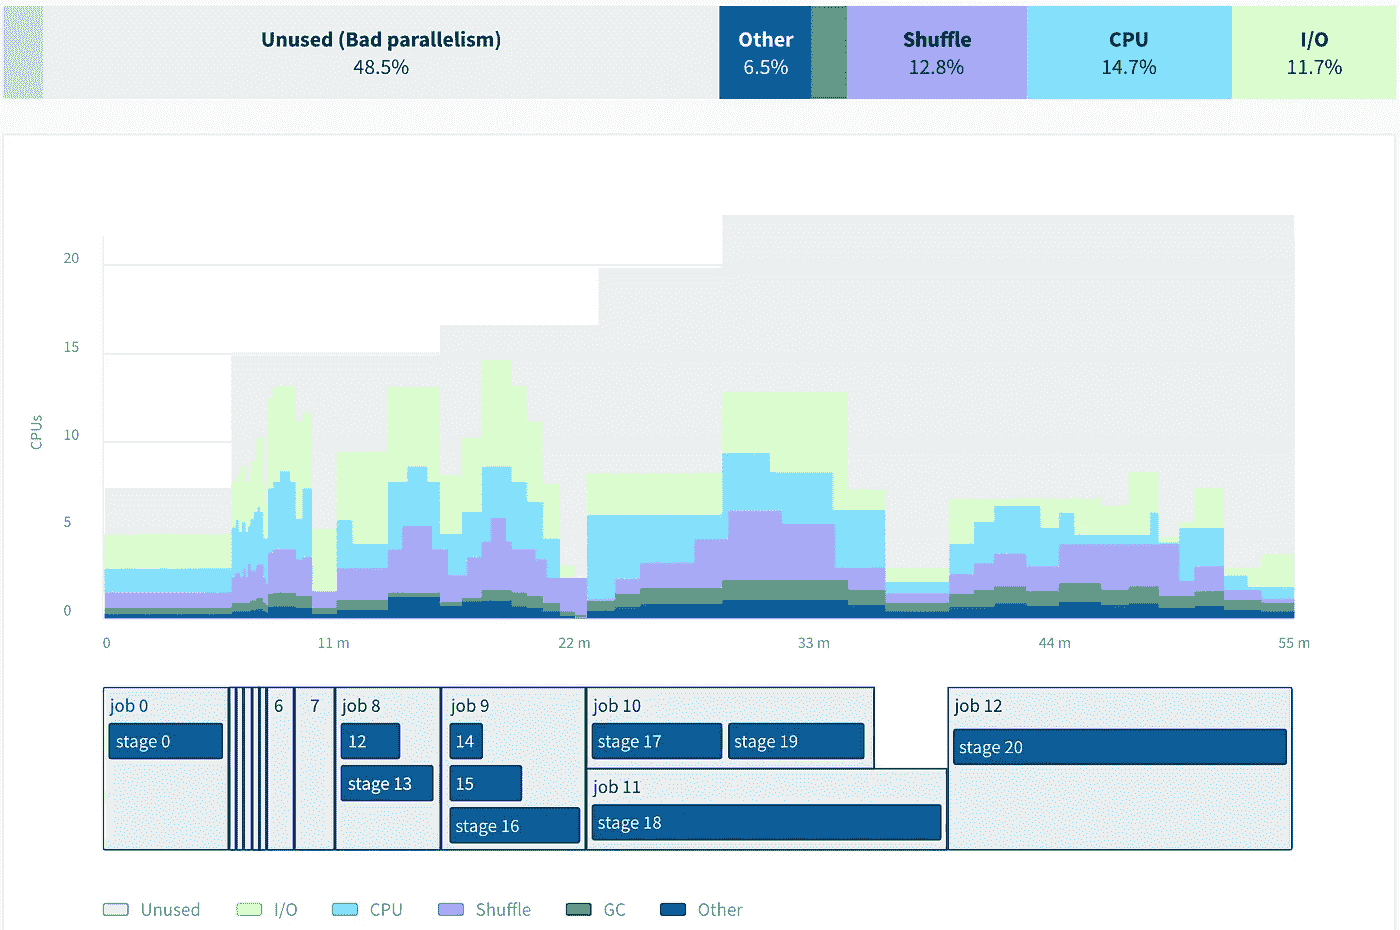 Unused (Bad parallelism)
48.5%
Other
6.5%
Shuffle
12.8%
CPU
14.7%
I/O
11.7%
CPUs
20
15
10
5
0
0
11 m
22 m
33 m
44 m
55 m
job 0
stage 0
6
7
job 8
12
stage 13
job 9
14
15
stage 16
job 10
stage 17
stage 19
job 11
stage 18
job 12
stage 20
Unused
I/O
CPU
Shuffle
GC
Other